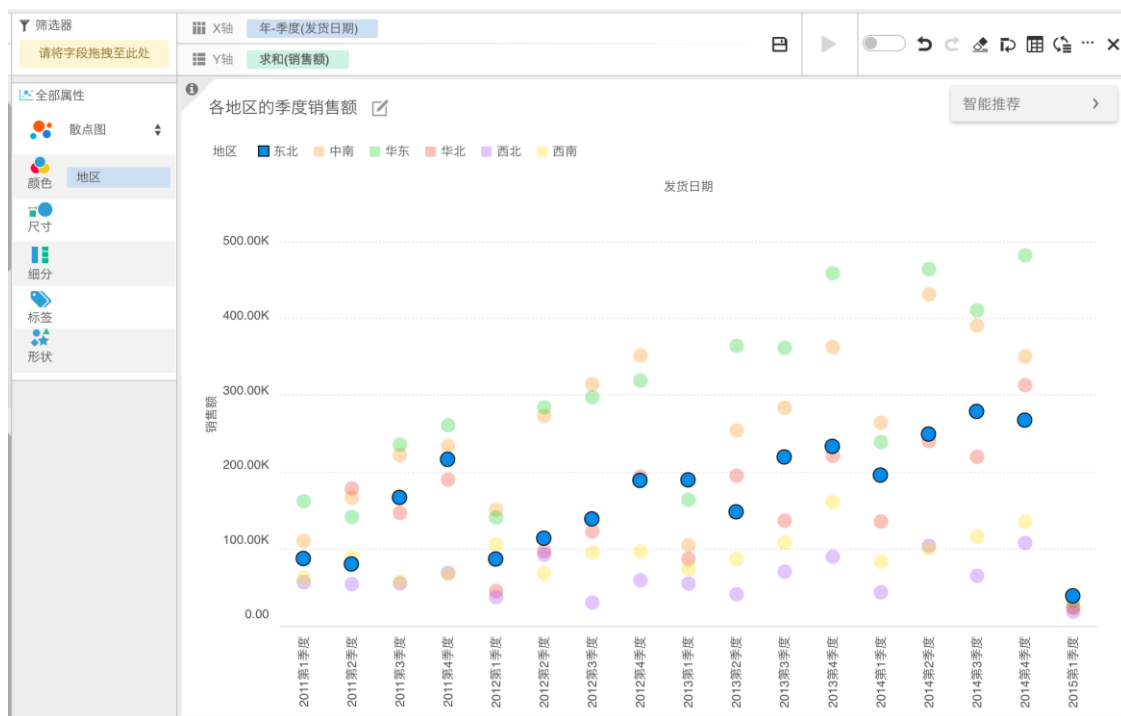 筛选器
请将字段拖拽至此处
X轴
年-季度(发货日期)
Y轴
求和(销售额)
全部属性
散点图
颜色
地区
尺寸
细分
标签
形状
各地区的季度销售额
智能推荐
地区 东北 中南 华东 华北 西北 西南
发货日期
销售额
500.00K
400.00K
300.00K
200.00K
100.00K
0.00
2011第1季度
2011第2季度
2011第3季度
2011第4季度
2012第1季度
2012第2季度
2012第3季度
2012第4季度
2013第1季度
2013第2季度
2013第3季度
2013第4季度
2014第1季度
2014第2季度
2014第3季度
2014第4季度
2015第1季度